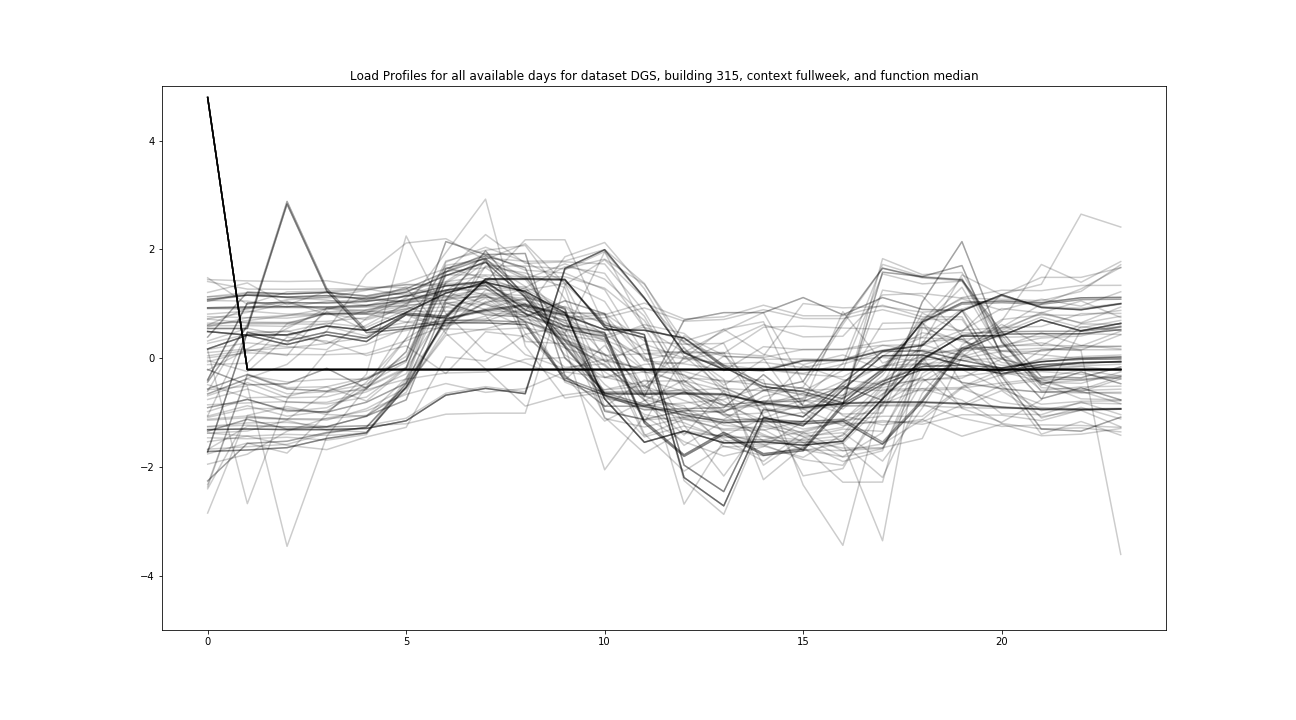 Load Profiles for all available days for dataset DGS, building 315, context fullweek, and function median
4
2
0
−2
−4
0 5 10 15 20